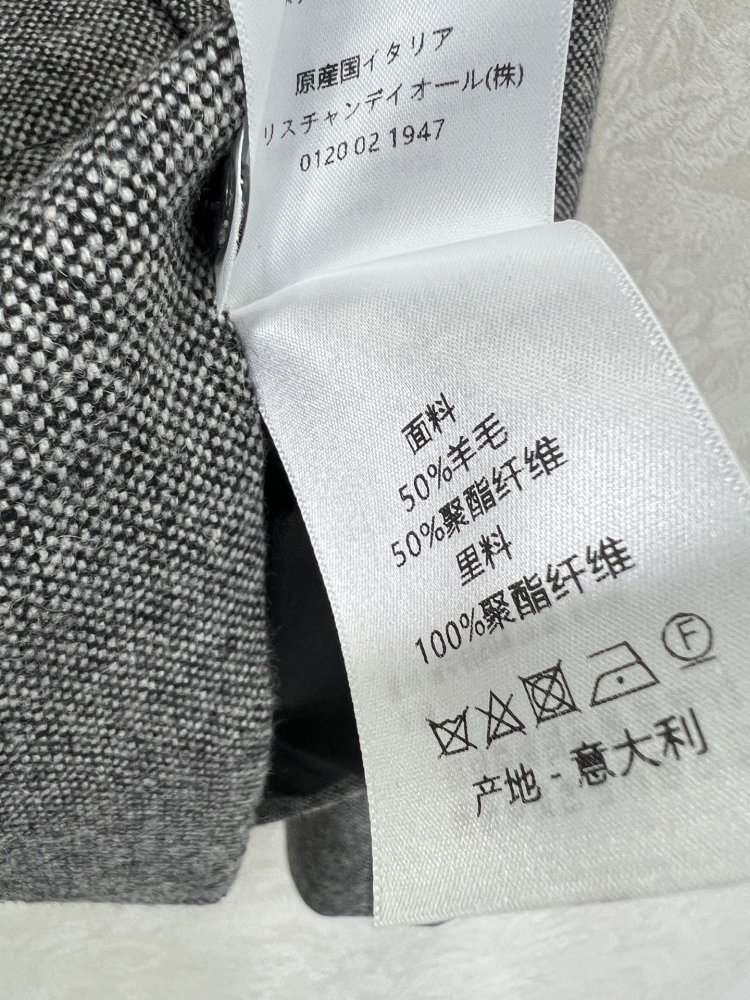 原産国イタリア
リスチャンデイオール(株)
0120 02 1947
面料
50%羊毛
50%聚酯纤维
里料
100%聚酯纤维
F
产地 - 意大利